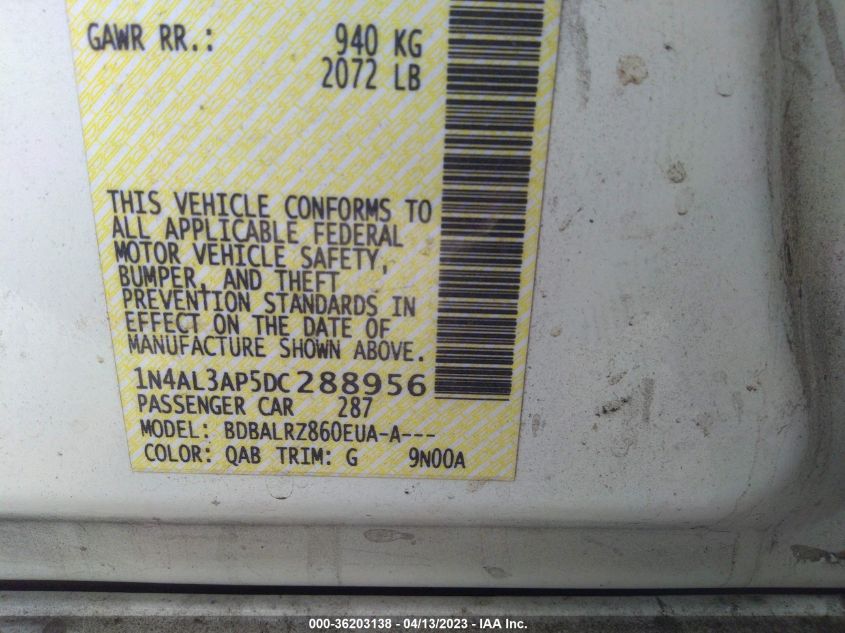 GAWR RR.: 940 KG
2072 LB
THIS VEHICLE CONFORMS TO
ALL APPLICABLE FEDERAL
MOTOR VEHICLE SAFETY,
BUMPER, AND THEFT
PREVENTION STANDARDS IN
EFFECT ON THE DATE OF
MANUFACTURE SHOWN ABOVE.
1N4AL3AP5DC288956
PASSENGER CAR 287
MODEL: BDBALRZ860EUA-A---
COLOR: QAB TRIM: G 9N00A
000-36203138 - 04/13/2023 - IAA Inc.